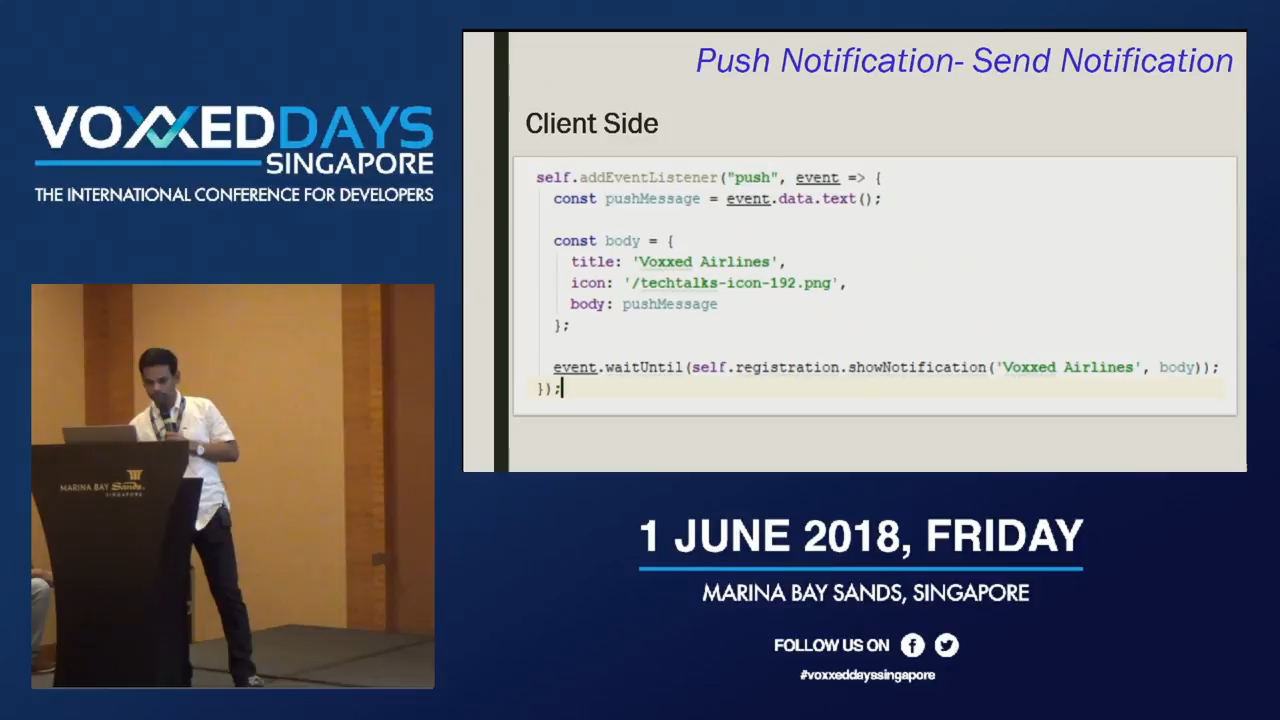 VOXXEDDAYS
SINGAPORE
THE INTERNATIONAL CONFERENCE FOR DEVELOPERS
MARINA BAY Sands
SINGAPORE
Push Notification- Send Notification
Client Side
self.addEventListener("push", event => {
const pushMessage = event.data.text();
const body = {
title: 'Voxxed Airlines',
icon: '/techtalks-icon-192.png',
body: pushMessage
};
event.waitUntil(self.registration.showNotification('Voxxed Airlines', body));
});
1 JUNE 2018, FRIDAY
MARINA BAY SANDS, SINGAPORE
FOLLOW US ON
#voxxeddayssingapore